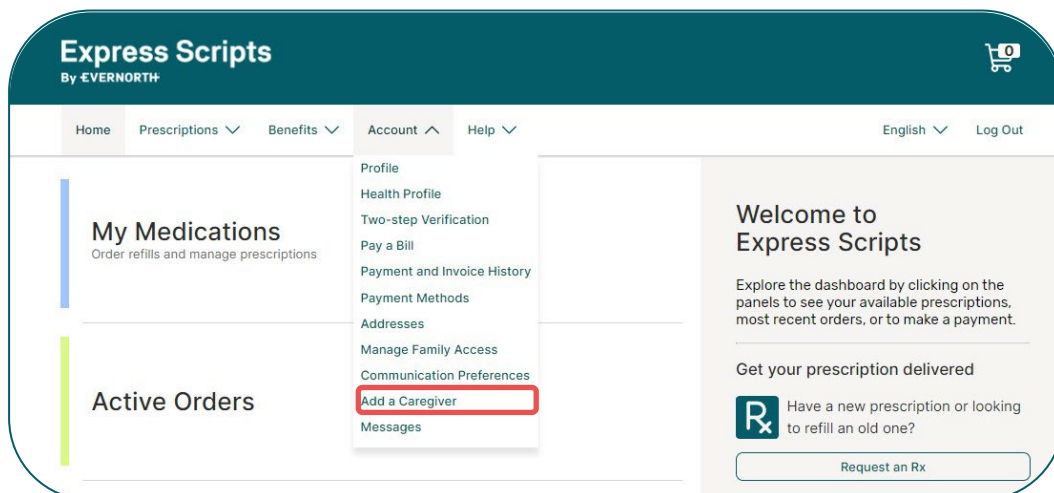 Express Scripts
By EVERNORTH
0
Home Prescriptions Benefits Account Help English Log Out
Profile
Health Profile
Two-step Verification
Pay a Bill
Payment and Invoice History
Payment Methods
Addresses
Manage Family Access
Communication Preferences
Add a Caregiver
Messages
My Medications
Order refills and manage prescriptions
Active Orders
Welcome to
Express Scripts
Explore the dashboard by clicking on the
panels to see your available prescriptions,
most recent orders, or to make a payment.
Get your prescription delivered
Rx
Have a new prescription or looking
to refill an old one?
Request an Rx